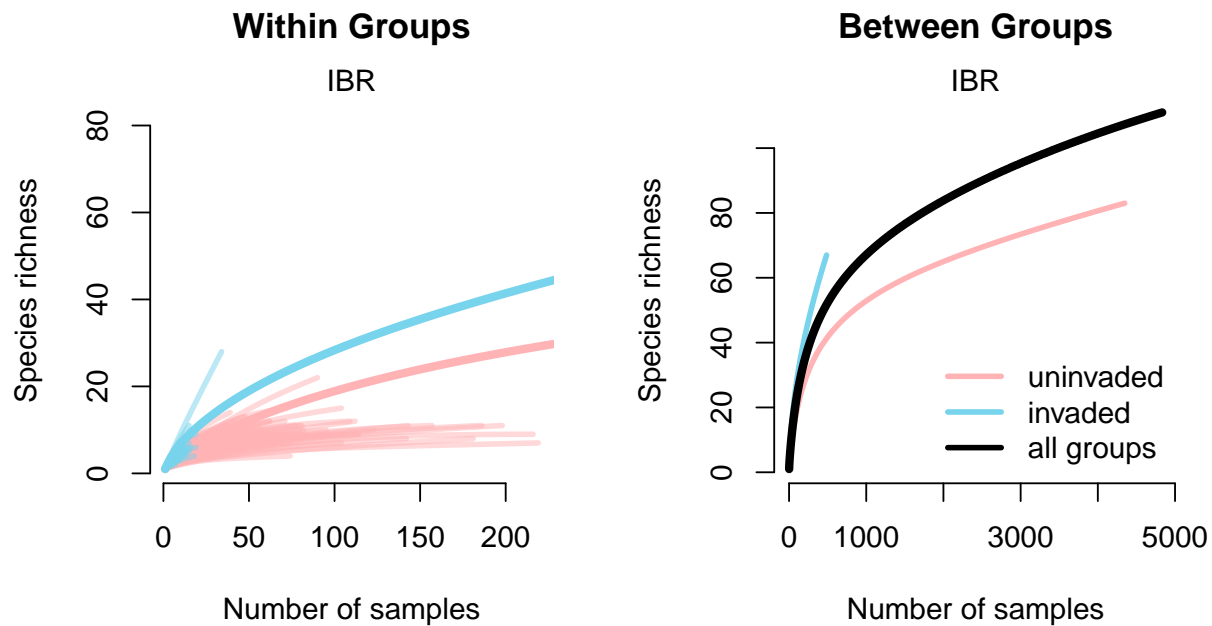 Within Groups
IBR
Species richness
0 20 40 60 80
0 50 100 150 200
Number of samples
Between Groups
IBR
Species richness
0 20 40 60 80
0 1000 3000 5000
Number of samples
uninvaded
invaded
all groups